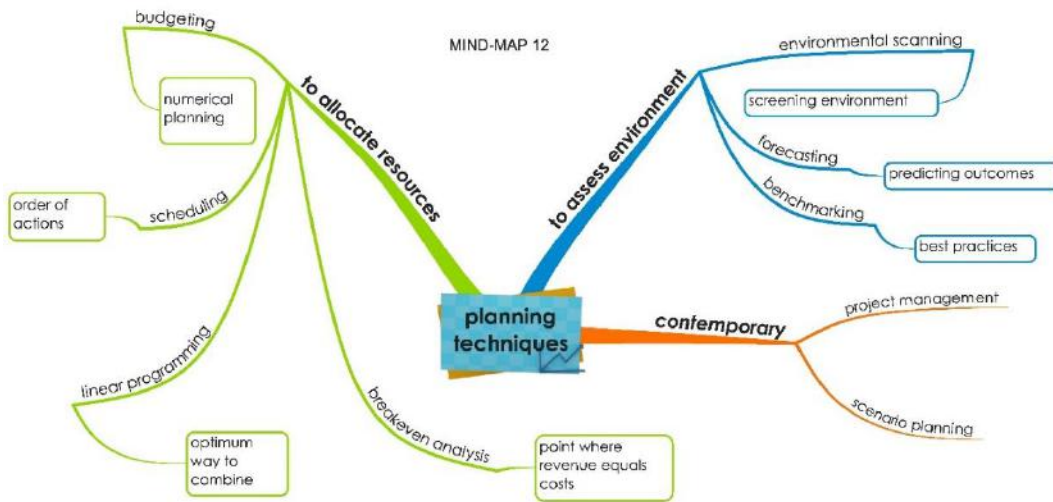 MIND-MAP 12
planning
techniques
to allocate resources
budgeting
numerical
planning
scheduling
order of
actions
linear programming
optimum
way to
combine
breakeven analysis
point where
revenue equals
costs
to assess environment
environmental scanning
screening environment
forecasting
predicting outcomes
benchmarking
best practices
contemporary
project management
scenario planning